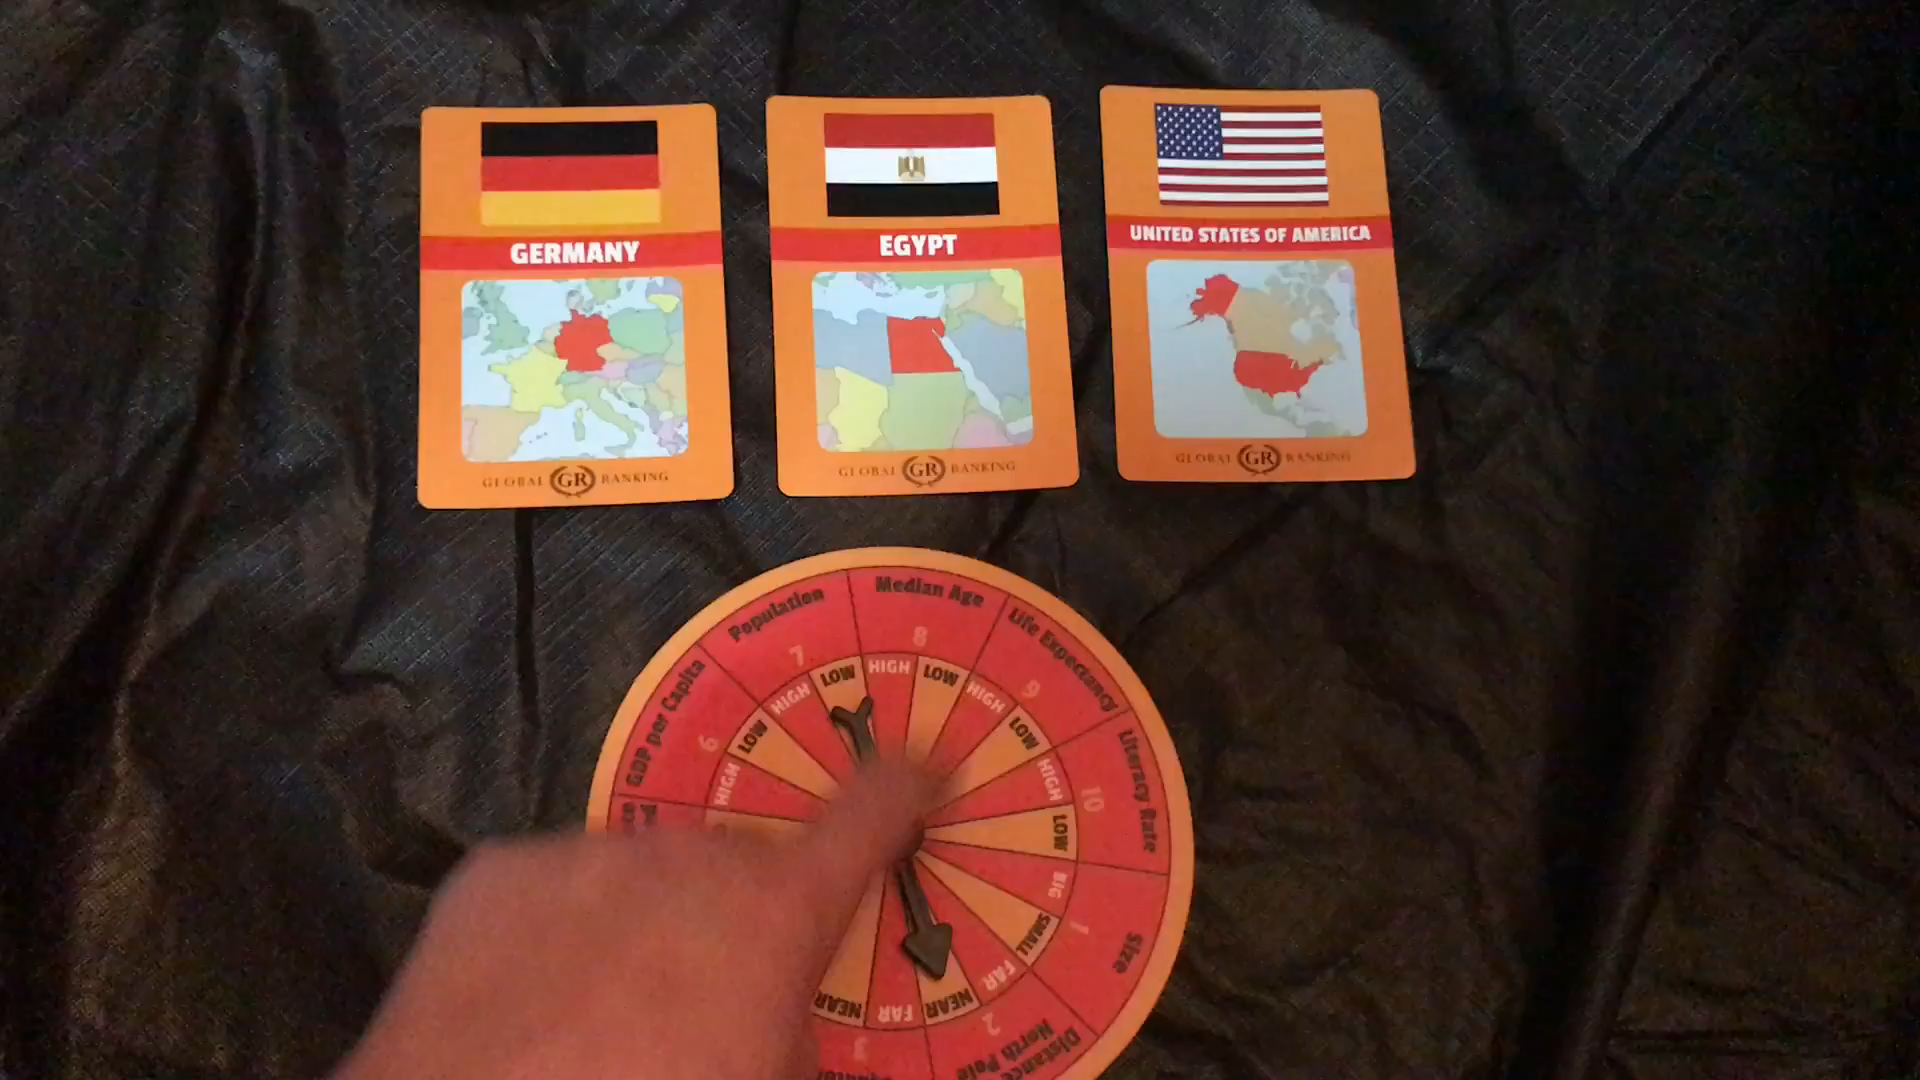 GERMANY
GLOBAL GR RANKING
EGYPT
GLOBAL GR RANKING
UNITED STATES OF AMERICA
GLOBAL GR RANKING
GDP per Capita
6
HIGH
LOW
Population
7
HIGH
LOW
Median Age
8
HIGH
LOW
Life Expectancy
9
HIGH
LOW
Literacy Rate
10
HIGH
LOW
Size
1
BIG
SMALL
Distance
North Pole
2
FAR
NEAR
3
FAR
NEAR